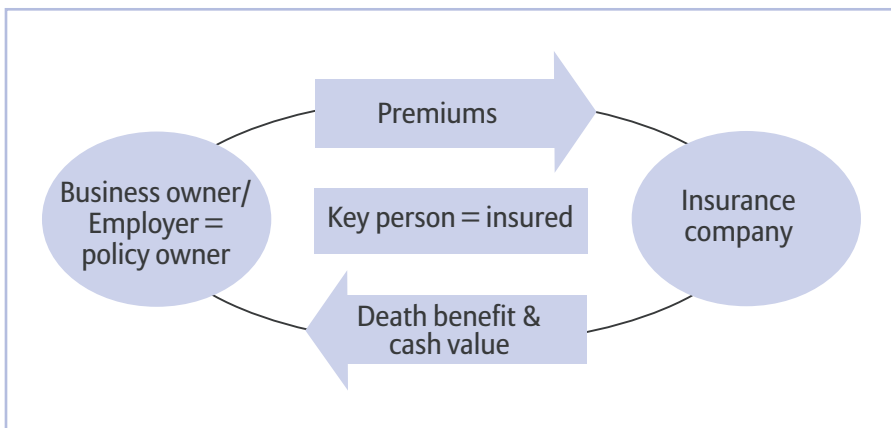 Premiums
Business owner/
Employer =
policy owner
Key person = insured
Insurance
company
Death benefit &
cash value